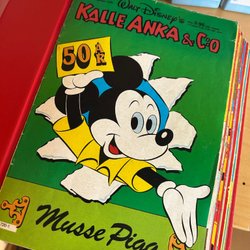 WALT DISNEY'S
KALLE ANKA & C:O
50 ÅR
Musse Pigg